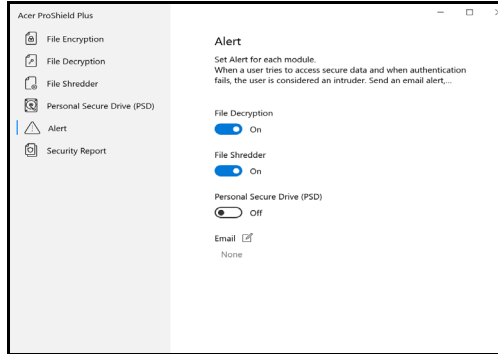 Acer ProShield Plus
File Encryption
File Decryption
File Shredder
Personal Secure Drive (PSD)
Alert
Security Report
Alert
Set Alert for each module.
When a user tries to access secure data and when authentication
fails, the user is considered an intruder. Send an email alert,...
File Decryption
On
File Shredder
On
Personal Secure Drive (PSD)
Off
Email
None